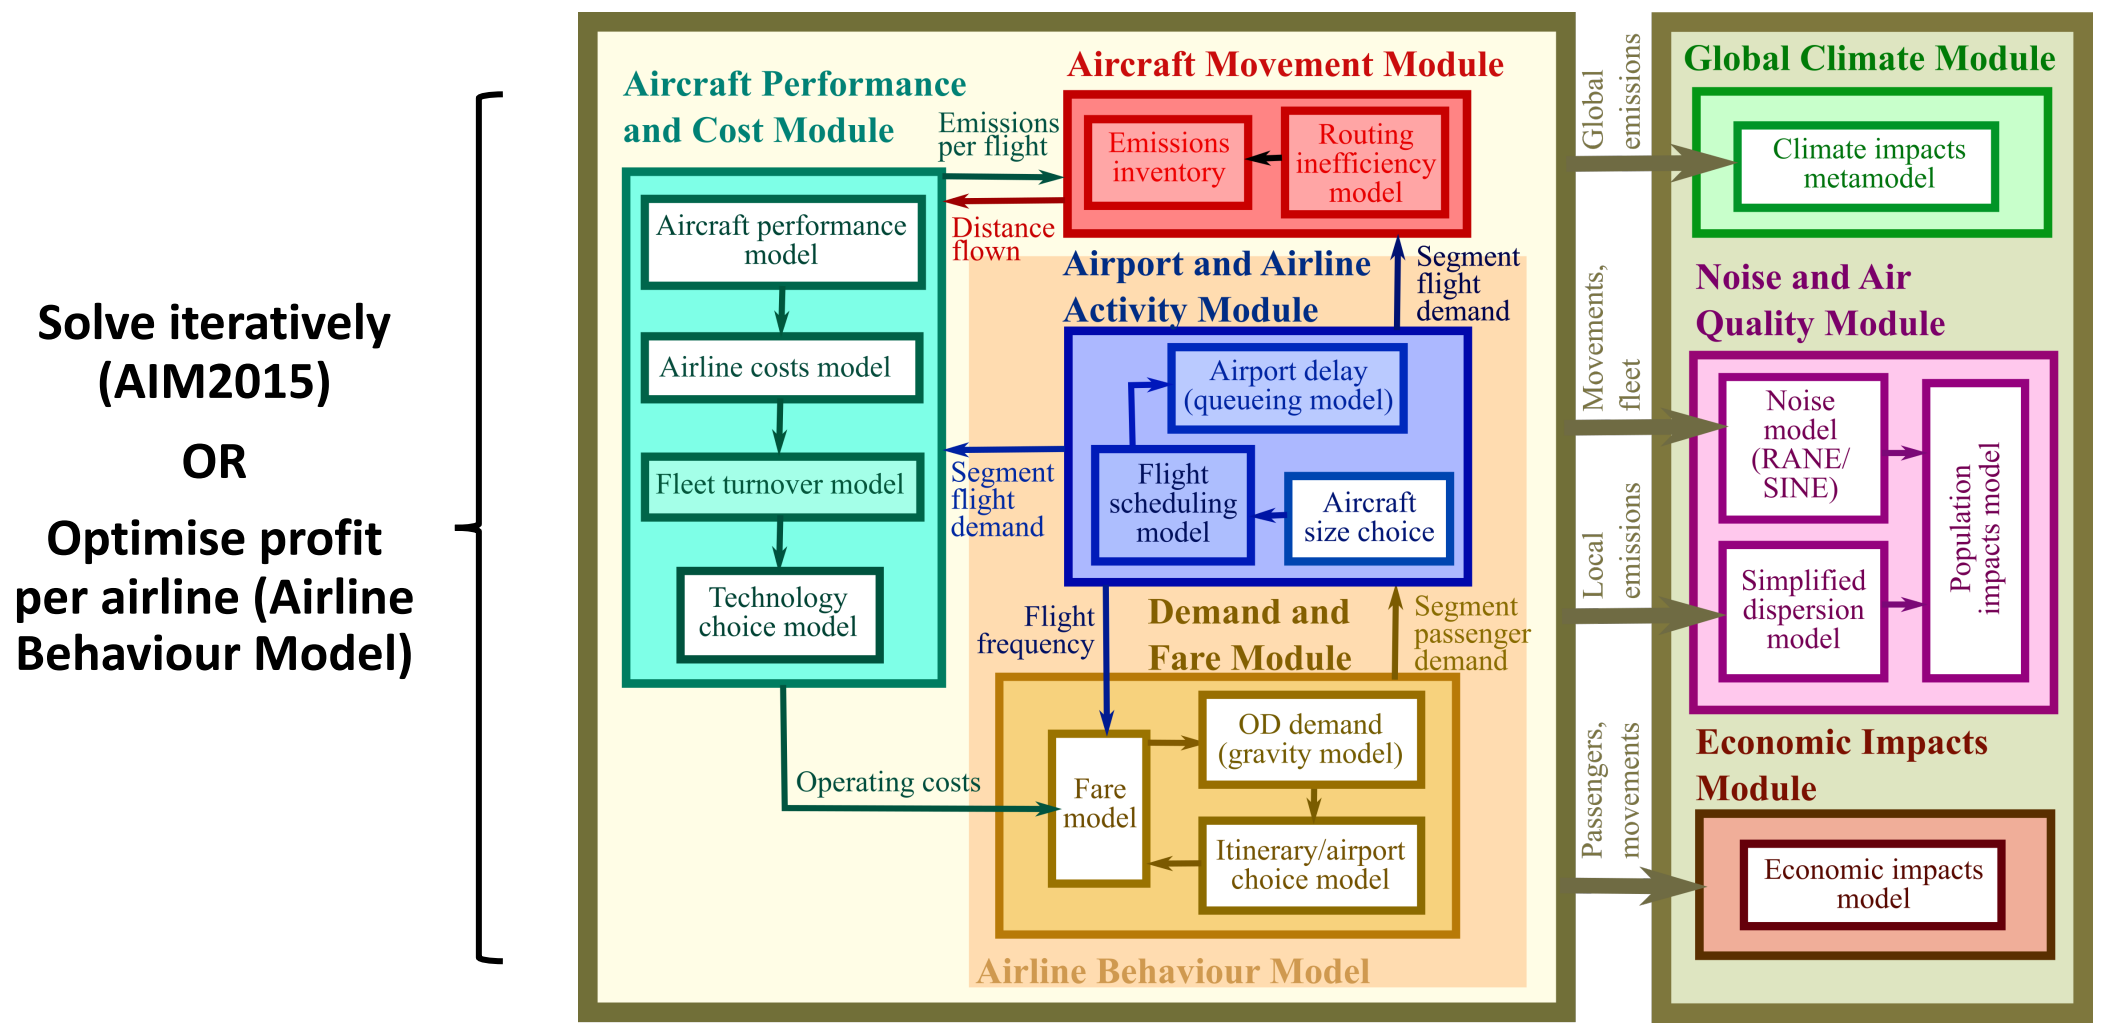 Solve iteratively
(AIM2015)
OR
Optimise profit
per airline (Airline
Behaviour Model)
Aircraft Performance
and Cost Module
Aircraft performance
model
Airline costs model
Fleet turnover model
Technology
choice model
Emissions
per flight
Distance
flown
Aircraft Movement Module
Emissions
inventory
Routing
inefficiency
model
Airport and Airline
Activity Module
Segment
flight
demand
Airport delay
(queueing model)
Flight
scheduling
model
Aircraft
size choice
Segment
flight
demand
Flight
frequency
Demand and
Fare Module
Segment
passenger
demand
OD demand
(gravity model)
Fare
model
Itinerary/airport
choice model
Operating costs
Airline Behaviour Model
Global
emissions
Movements,
fleet
Local
emissions
Passengers,
movements
Global Climate Module
Climate impacts
metamodel
Noise and Air
Quality Module
Noise
model
(RANE/
SINE)
Simplified
dispersion
model
Population
impacts model
Economic Impacts
Module
Economic impacts
model